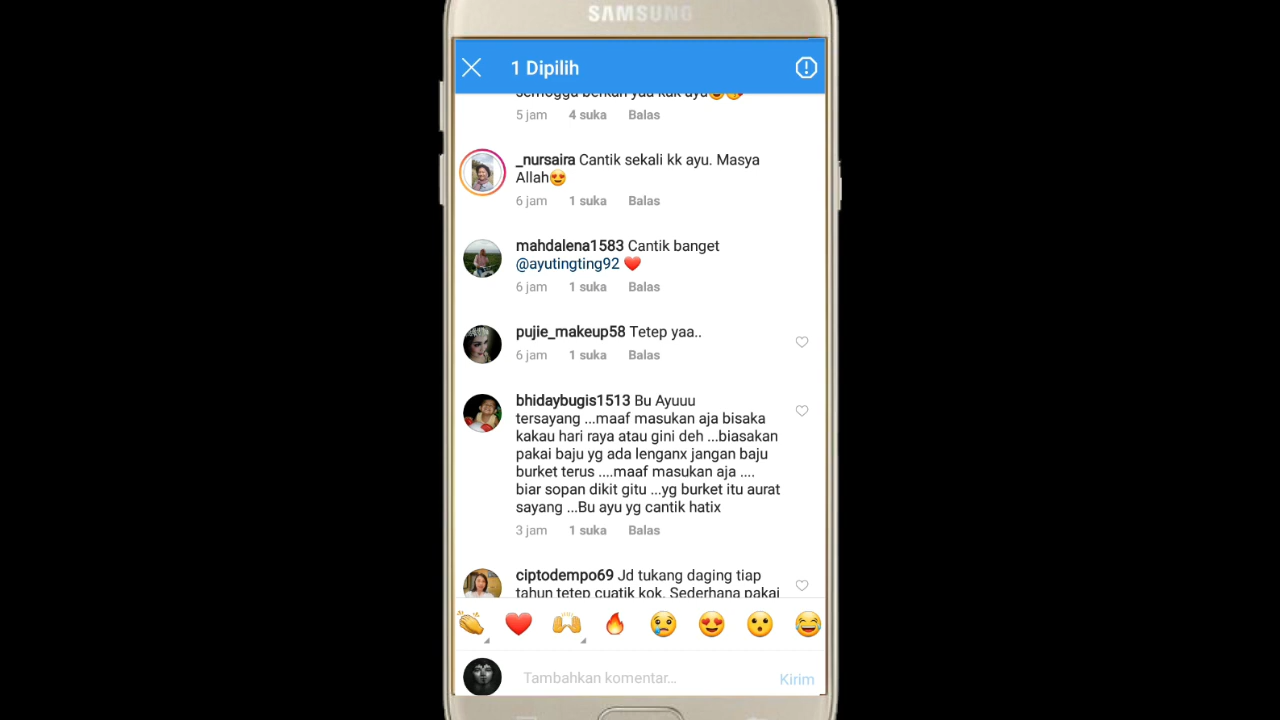 SAMSUNG
1 Dipilih
semogga berkah yaa kak ayu😍😘
5 jam 4 suka Balas
_nursaira Cantik sekali kk ayu. Masya
Allah😍
6 jam 1 suka Balas
mahdalena1583 Cantik banget
@ayutingting92 ❤️
6 jam 1 suka Balas
pujie_makeup58 Tetep yaa..
6 jam 1 suka Balas
bhidaybugis1513 Bu Ayuuu
tersayang ...maaf masukan aja bisaka
kakau hari raya atau gini deh ...biasakan
pakai baju yg ada lenganx jangan baju
burket terus ....maaf masukan aja ....
biar sopan dikit gitu ...yg burket itu aurat
sayang ...Bu ayu yg cantik hatix
3 jam 1 suka Balas
ciptodempo69 Jd tukang daging tiap
tahun tetep cuatik kok. Sederhana pakai
Tambahkan komentar... Kirim